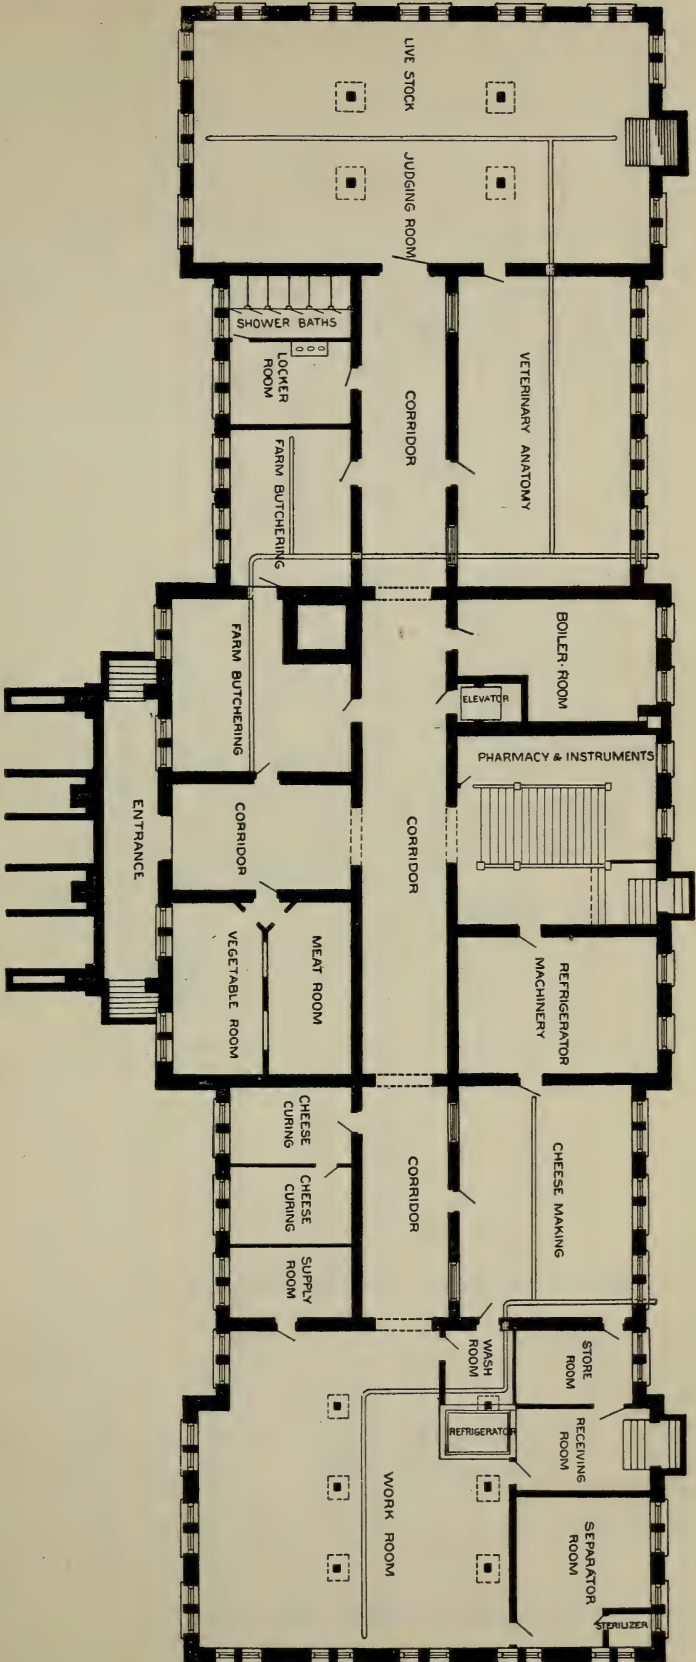 LIVE STOCK
JUDGING ROOM
SHOWER BATHS
LOCKER
ROOM
CORRIDOR
VETERINARY ANATOMY
FARM BUTCHERING
FARM BUTCHERING
BOILER-ROOM
ELEVATOR
PHARMACY & INSTRUMENTS
ENTRANCE
CORRIDOR
CORRIDOR
VEGETABLE ROOM
MEAT ROOM
REFRIGERATOR
MACHINERY
CHEESE
CURING
CHEESE
CURING
SUPPLY
ROOM
CORRIDOR
CHEESE MAKING
WASH
ROOM
STORE
ROOM
REFRIGERATOR
RECEIVING
ROOM
WORK ROOM
SEPARATOR
ROOM
STERILIZER